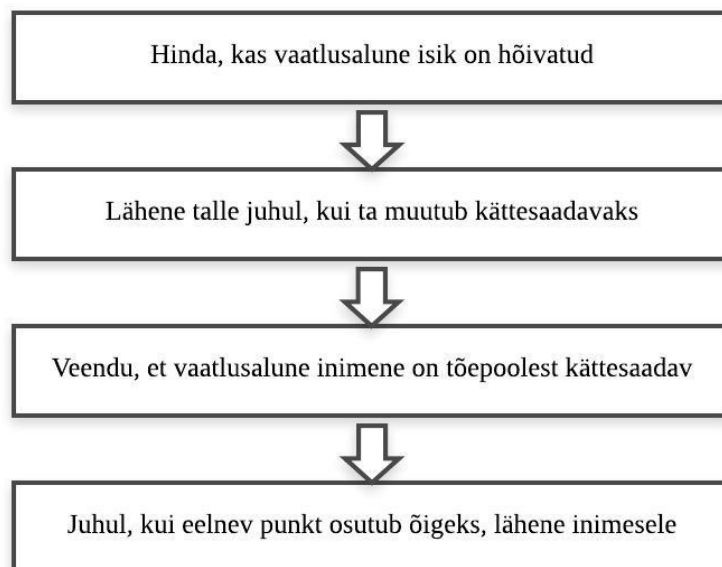 Hinda, kas vaatlusalune isik on hõivatud
Lähene talle juhul, kui ta muutub kättesaadavaks
Veendu, et vaatlusalune inimene on tõepoolest kättesaadav
Juhul, kui eelnev punkt osutub õigeks, lähene inimesele